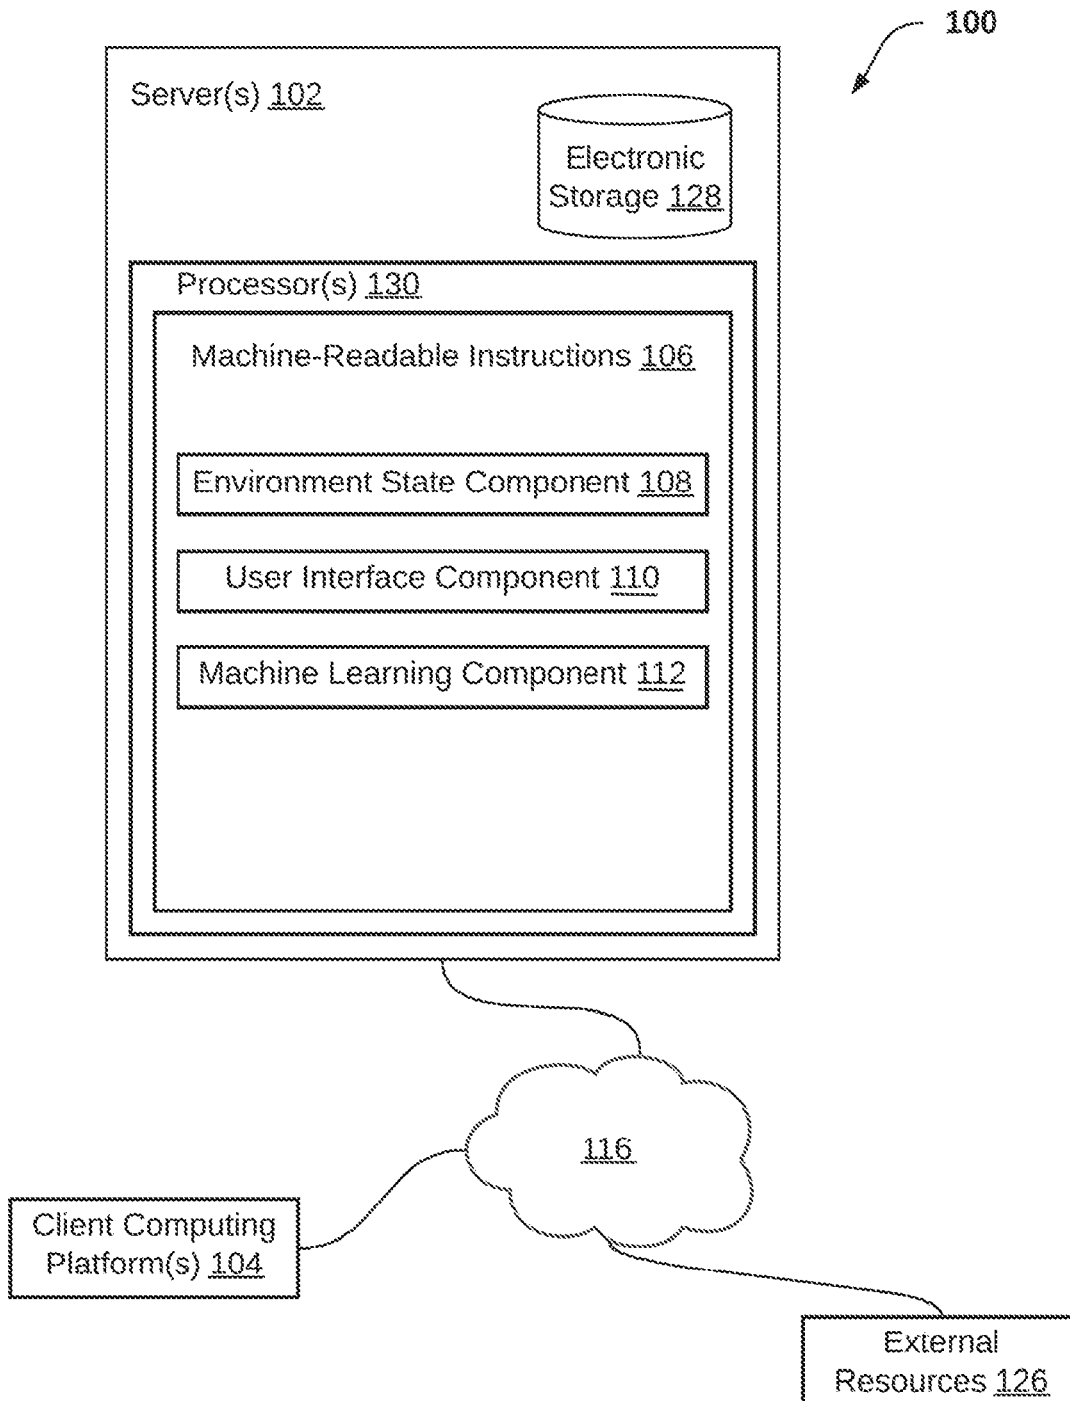 100
Server(s) 102
Electronic
Storage 128
Processor(s) 130
Machine-Readable Instructions 106
Environment State Component 108
User Interface Component 110
Machine Learning Component 112
116
Client Computing
Platform(s) 104
External
Resources 126